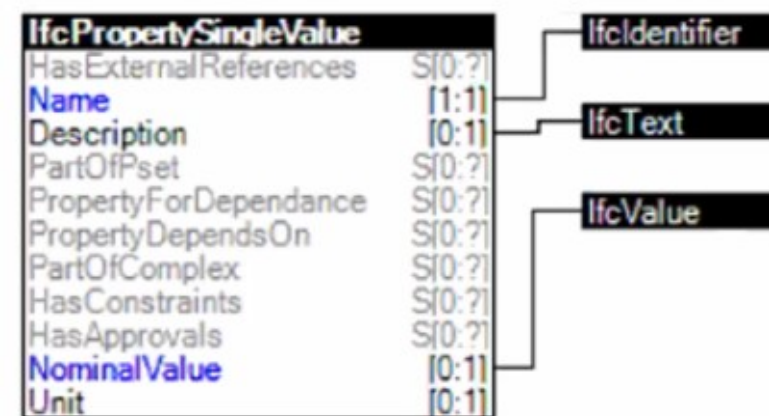 IfcPropertySingleValue
HasExternalReferences S[0:?]
Name [1:1]
Description [0:1]
PartOfPset S[0:?]
PropertyForDependance S[0:?]
PropertyDependsOn S[0:?]
PartOfComplex S[0:?]
HasConstraints S[0:?]
HasApprovals S[0:?]
NominalValue [0:1]
Unit [0:1]
IfcIdentifier
IfcText
IfcValue